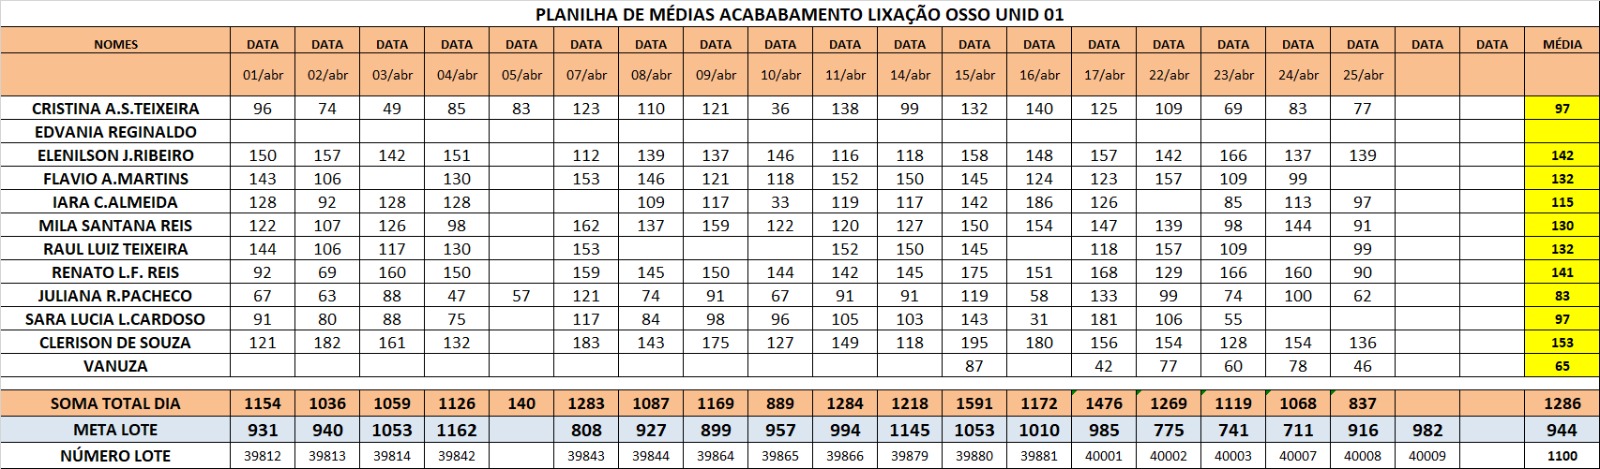 PLANILHA DE MÉDIAS ACABABAMENTO LIXAÇÃO OSSO UNID 01
NOMES DATA DATA DATA DATA DATA DATA DATA DATA DATA DATA DATA DATA DATA DATA DATA DATA DATA DATA DATA DATA MÉDIA
01/abr 02/abr 03/abr 04/abr 05/abr 07/abr 08/abr 09/abr 10/abr 11/abr 14/abr 15/abr 16/abr 17/abr 22/abr 23/abr 24/abr 25/abr
CRISTINA A.S.TEIXEIRA 96 74 49 85 83 123 110 121 36 138 99 132 140 125 109 69 83 77 97
EDVANIA REGINALDO
ELENILSON J.RIBEIRO 150 157 142 151 112 139 137 146 116 118 158 148 157 142 166 137 139 142
FLAVIO A.MARTINS 143 106 130 153 146 121 118 152 150 145 124 123 157 109 99 132
IARA C.ALMEIDA 128 92 128 128 109 117 33 119 117 142 186 126 85 113 97 115
MILA SANTANA REIS 122 107 126 98 162 137 159 122 120 127 150 154 147 139 98 144 91 130
RAUL LUIZ TEIXEIRA 144 106 117 130 153 152 150 145 118 157 109 99 132
RENATO L.F. REIS 92 69 160 150 159 145 150 144 142 145 175 151 168 129 166 160 90 141
JULIANA R.PACHECO 67 63 88 47 57 121 74 91 67 91 91 119 58 133 99 74 100 62 83
SARA LUCIA L.CARDOSO 91 80 88 75 117 84 98 96 105 103 143 31 181 106 55 97
CLERISON DE SOUZA 121 182 161 132 183 143 175 127 149 118 195 180 156 154 128 154 136 153
VANUZA 87 42 77 60 78 46 65
SOMA TOTAL DIA 1154 1036 1059 1126 140 1283 1087 1169 889 1284 1218 1591 1172 1476 1269 1119 1068 837 1286
META LOTE 931 940 1053 1162 808 927 899 957 994 1145 1053 1010 985 775 741 711 916 982 944
NÚMERO LOTE 39812 39813 39814 39842 39843 39844 39864 39865 39866 39879 39880 39881 40001 40002 40003 40007 40008 40009 1100